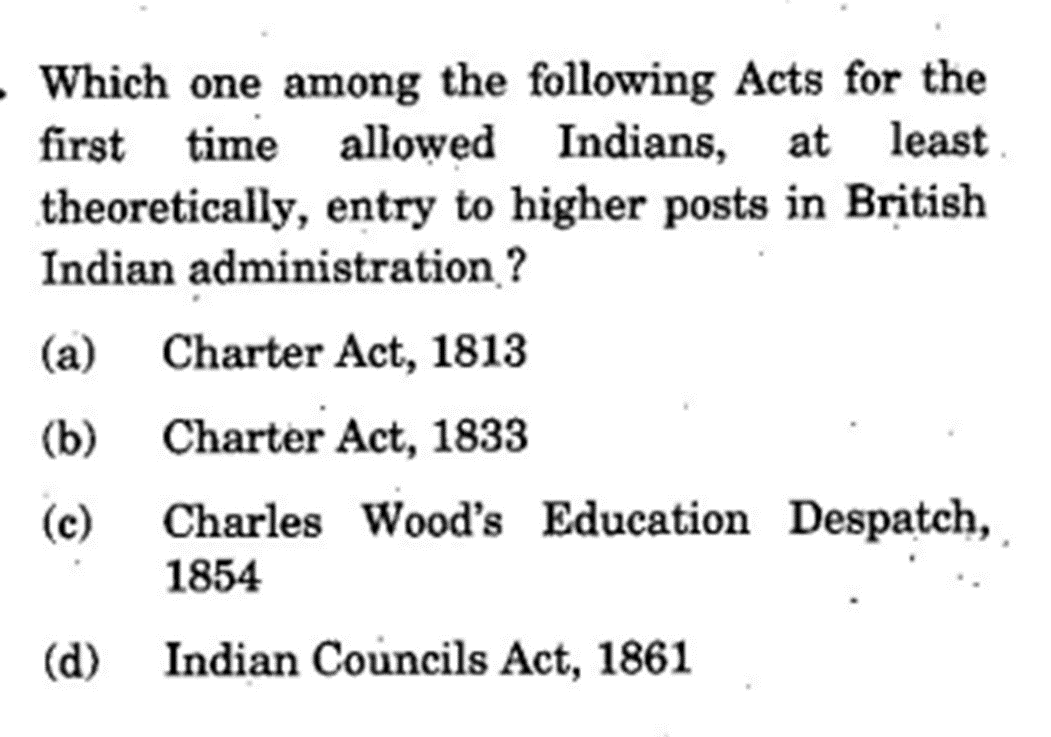 Which one among the following Acts for the
first time allowed Indians, at least
theoretically, entry to higher posts in British
Indian administration ?
(a) Charter Act, 1813
(b) Charter Act, 1833
(c) Charles Wood's Education Despatch,
1854
(d) Indian Councils Act, 1861